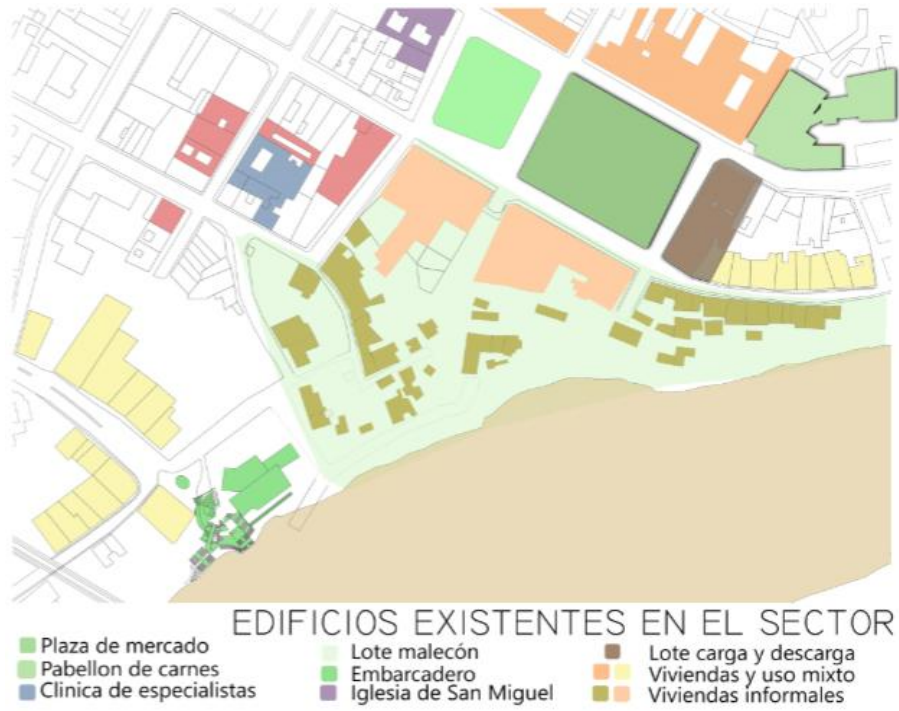 EDIFICIOS EXISTENTES EN EL SECTOR
Plaza de mercado
Pabellon de carnes
Clinica de especialistas
Lote malecón
Embarcadero
Iglesia de San Miguel
Lote carga y descarga
Viviendas y uso mixto
Viviendas informales